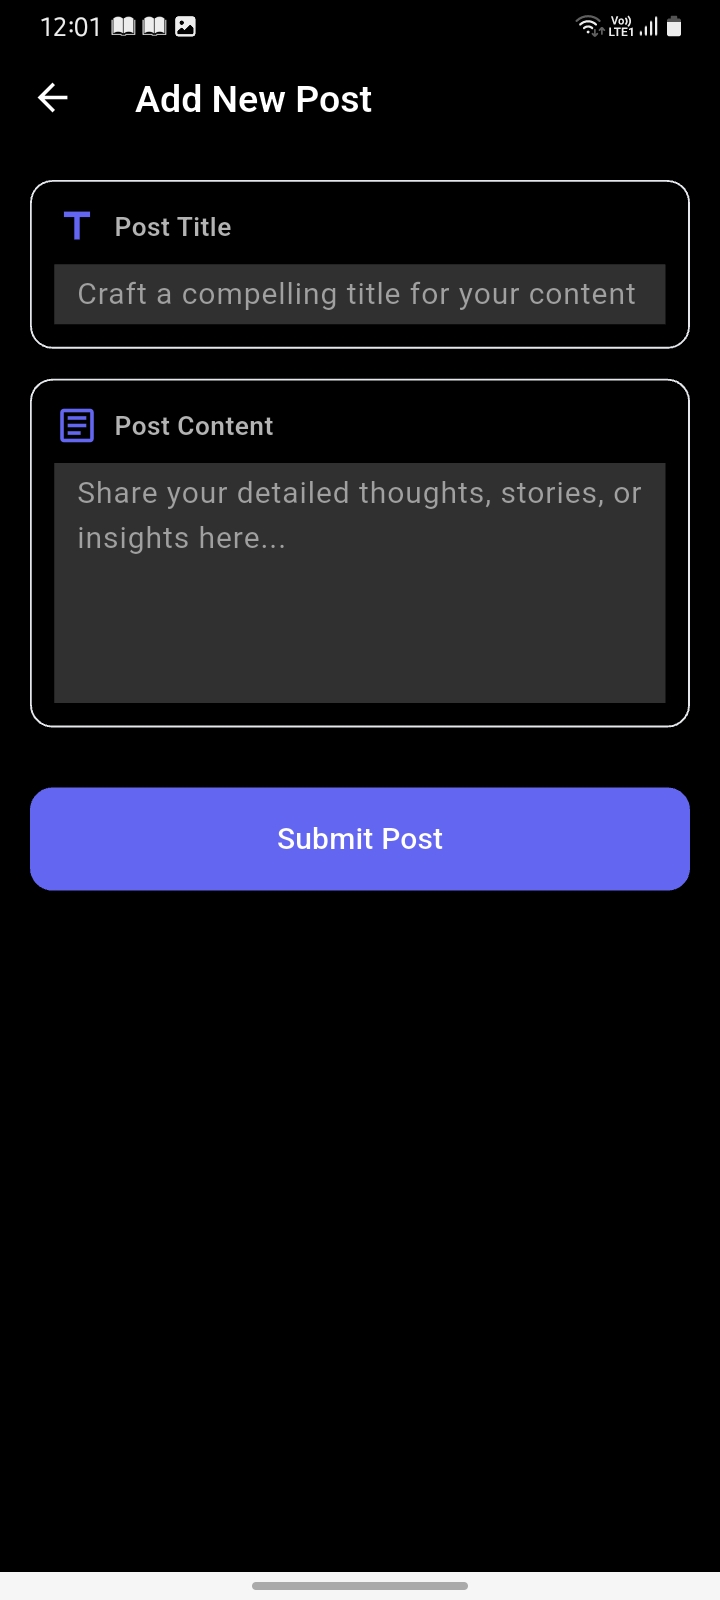 12:01
Vo)) LTE1
Add New Post
Post Title
Craft a compelling title for your content
Post Content
Share your detailed thoughts, stories, or
insights here...
Submit Post